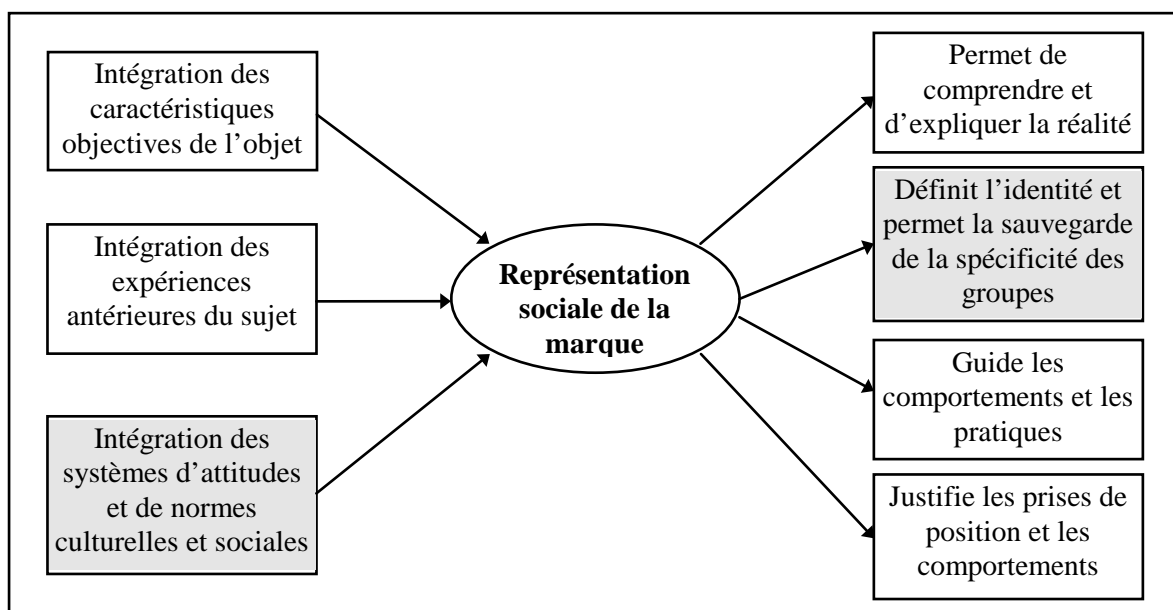 Intégration des
caractéristiques
objectives de l’objet
Intégration des
expériences
antérieures du sujet
Intégration des
systèmes d’attitudes
et de normes
culturelles et sociales
Représentation
sociale de la
marque
Permet de
comprendre et
d’expliquer la réalité
Définit l’identité et
permet la sauvegarde
de la spécificité des
groupes
Guide les
comportements et les
pratiques
Justifie les prises de
position et les
comportements